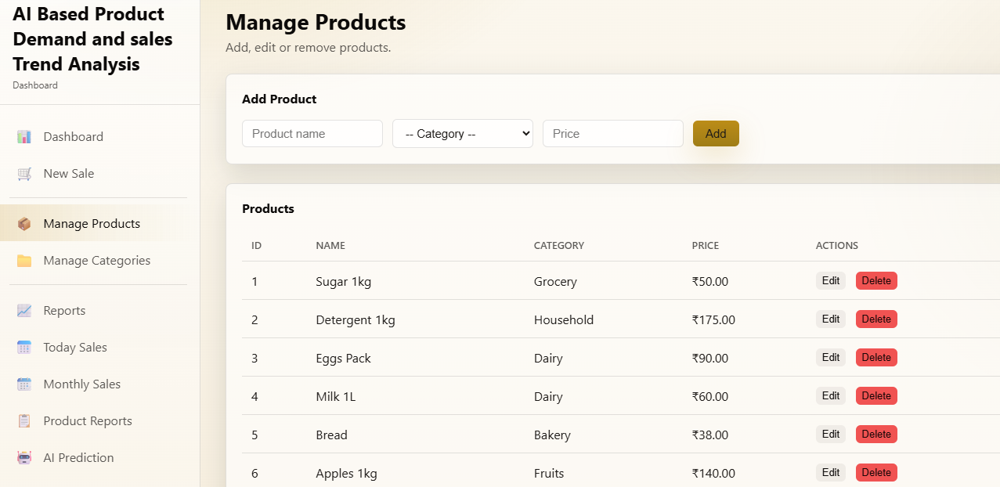 AI Based Product
Demand and sales
Trend Analysis
Dashboard
Dashboard
New Sale
Manage Products
Manage Categories
Reports
Today Sales
Monthly Sales
Product Reports
AI Prediction
Manage Products
Add, edit or remove products.
Add Product
Product name -- Category -- Price Add
Products
ID NAME CATEGORY PRICE ACTIONS
1 Sugar 1kg Grocery ₹50.00 Edit Delete
2 Detergent 1kg Household ₹175.00 Edit Delete
3 Eggs Pack Dairy ₹90.00 Edit Delete
4 Milk 1L Dairy ₹60.00 Edit Delete
5 Bread Bakery ₹38.00 Edit Delete
6 Apples 1kg Fruits ₹140.00 Edit Delete